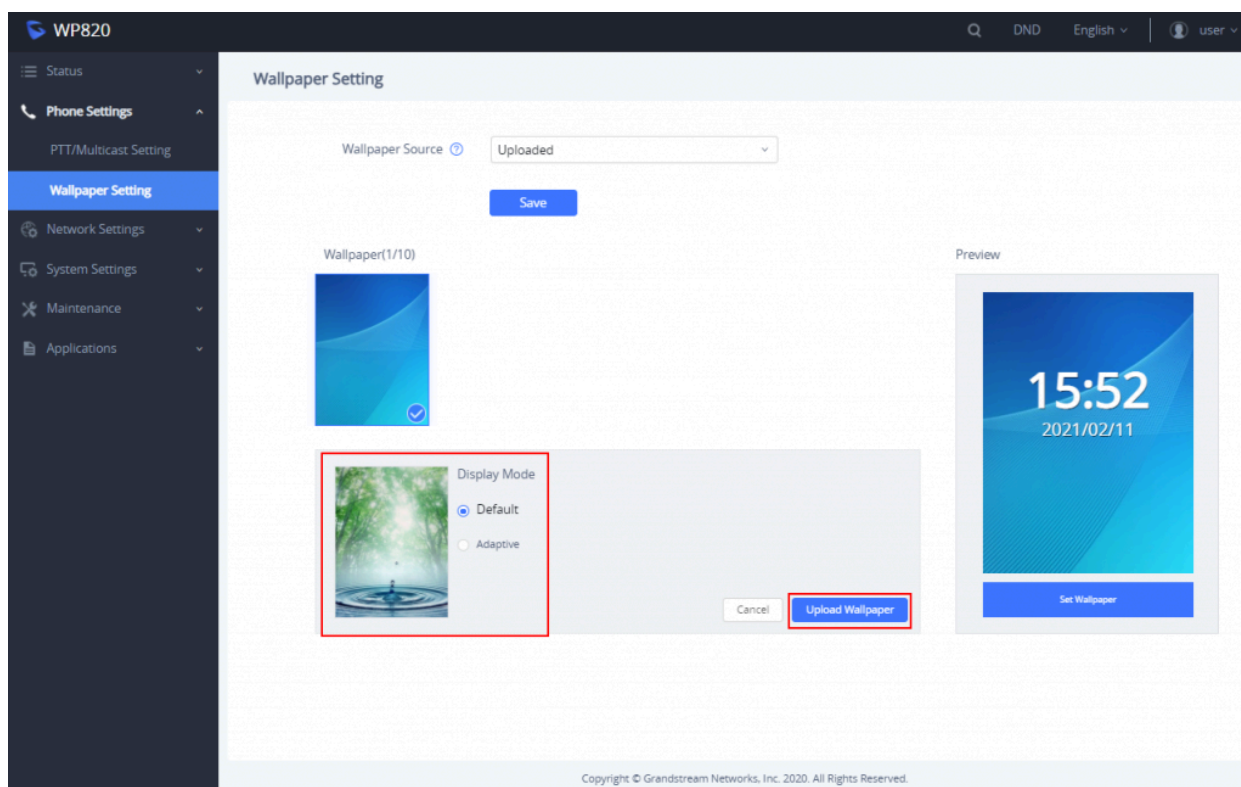 WP820
DND English user
Status
Phone Settings
PTT/Multicast Setting
Wallpaper Setting
Network Settings
System Settings
Maintenance
Applications
Wallpaper Setting
Wallpaper Source ? Uploaded
Save
Wallpaper(1/10)
Display Mode
Default
Adaptive
Cancel Upload Wallpaper
Preview
15:52
2021/02/11
Set Wallpaper
Copyright © Grandstream Networks, Inc. 2020. All Rights Reserved.